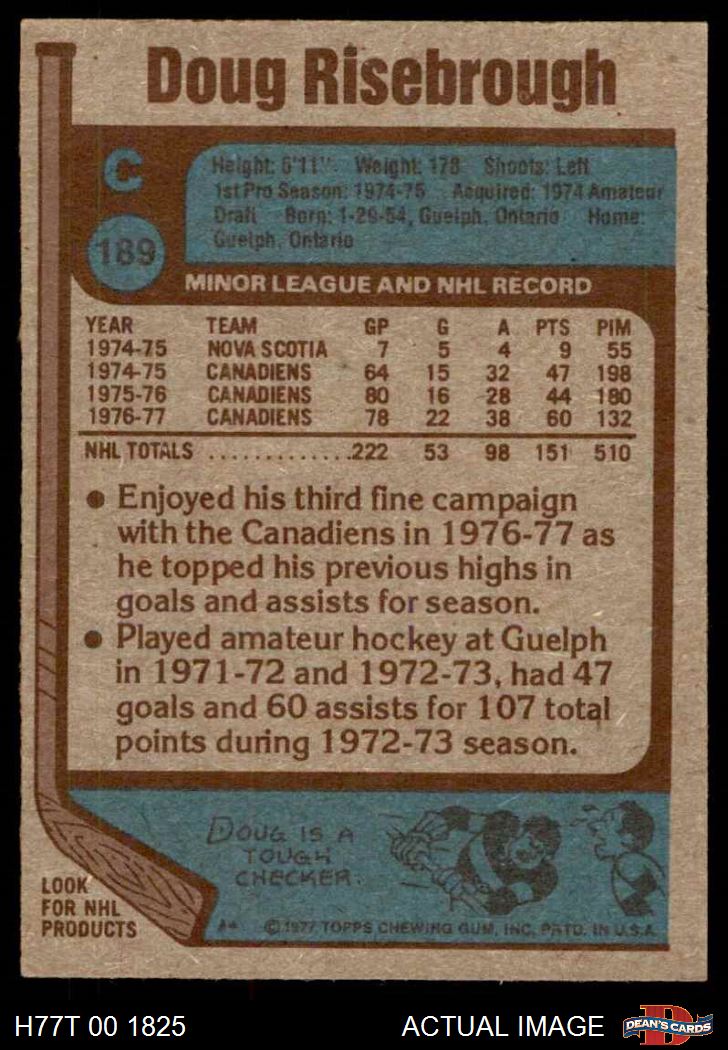 Doug Risebrough
C
Height: 5'11". Weight: 178 Shoots: Left
1st Pro Season: 1974-75 Acquired: 1974 Amateur
Draft Born: 1-29-54, Guelph, Ontario Home:
Guelph, Ontario
189
MINOR LEAGUE AND NHL RECORD
YEAR TEAM GP G A PTS PIM
1974-75 NOVA SCOTIA 7 5 4 9 55
1974-75 CANADIENS 64 15 32 47 198
1975-76 CANADIENS 80 16 28 44 180
1976-77 CANADIENS 78 22 38 60 132
NHL TOTALS ............222 53 98 151 510
● Enjoyed his third fine campaign
with the Canadiens in 1976-77 as
he topped his previous highs in
goals and assists for season.
● Played amateur hockey at Guelph
in 1971-72 and 1972-73, had 47
goals and 60 assists for 107 total
points during 1972-73 season.
DOUG IS A
TOUGH
CHECKER.
LOOK
FOR NHL
PRODUCTS
A* ©1977 TOPPS CHEWING GUM, INC. PRTD. IN U.S.A.
H77T 00 1825 ACTUAL IMAGE
D
DEAN'S CARDS